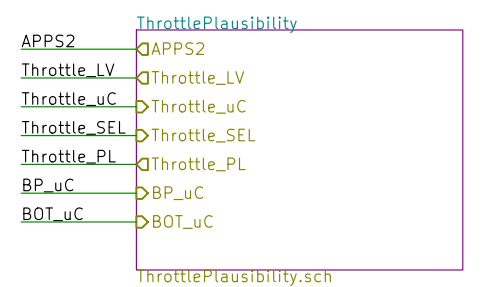 ThrottlePlausibility
APPS2 APPS2
Throttle_LV Throttle_LV
Throttle_uC Throttle_uC
Throttle_SEL Throttle_SEL
Throttle_PL Throttle_PL
BP_uC BP_uC
BOT_uC BOT_uC
ThrottlePlausibility.sch